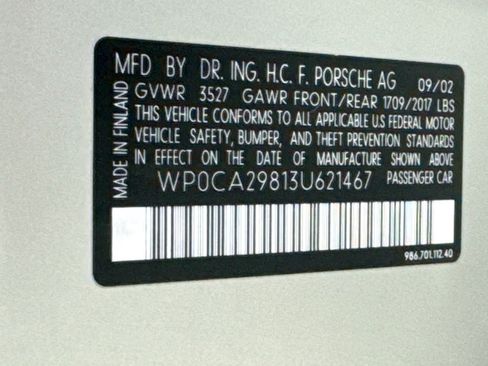 MFD BY DR. ING. H.C. F. PORSCHE AG 09/02
GVWR 3527 GAWR FRONT/REAR 1709/2017 LBS
THIS VEHICLE CONFORMS TO ALL APPLICABLE U.S FEDERAL MOTOR
VEHICLE SAFETY, BUMPER, AND THEFT PREVENTION STANDARDS
IN EFFECT ON THE DATE OF MANUFACTURE SHOWN ABOVE
WP0CA29813U621467 PASSENGER CAR
MADE IN FINLAND
986.701.112.40